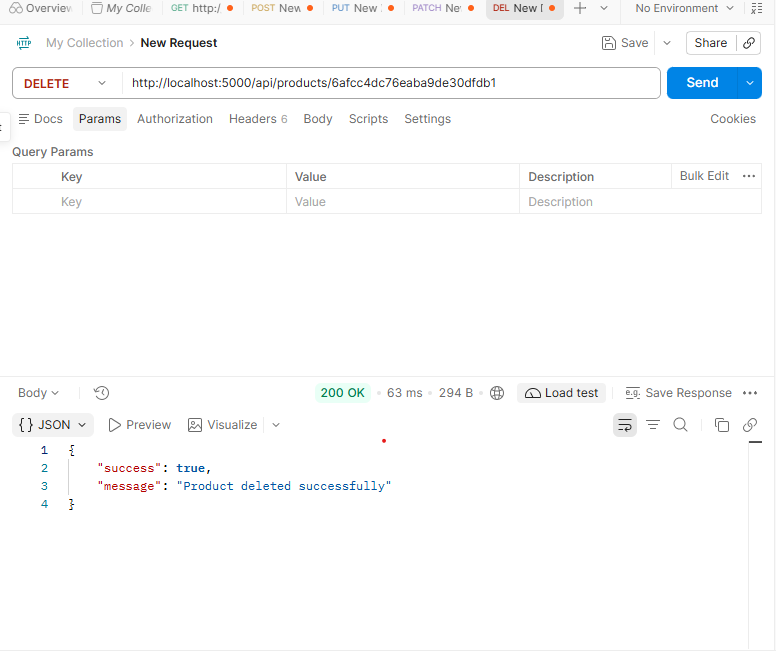 Overview My Colle GET http:/ POST New PUT New PATCH Ne DEL New [ No Environment
HTTP My Collection > New Request Save Share
DELETE http://localhost:5000/api/products/6afcc4dc76eaba9de30dfdb1 Send
Docs Params Authorization Headers 6 Body Scripts Settings Cookies
Query Params
Key Value Description Bulk Edit ...
Key Value Description
Body 200 OK • 63 ms • 294 B • Load test e.g. Save Response ...
{} JSON Preview Visualize
1 {
2 "success": true,
3 "message": "Product deleted successfully"
4 }